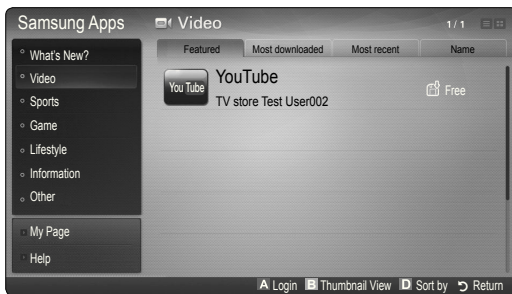 Samsung Apps
Video
1/1
What's New?
Video
Sports
Game
Lifestyle
Information
Other
My Page
Help
Featured
Most downloaded
Most recent
Name
You Tube
YouTube
TV store Test User002
Free
A Login B Thumbnail View D Sort by Return